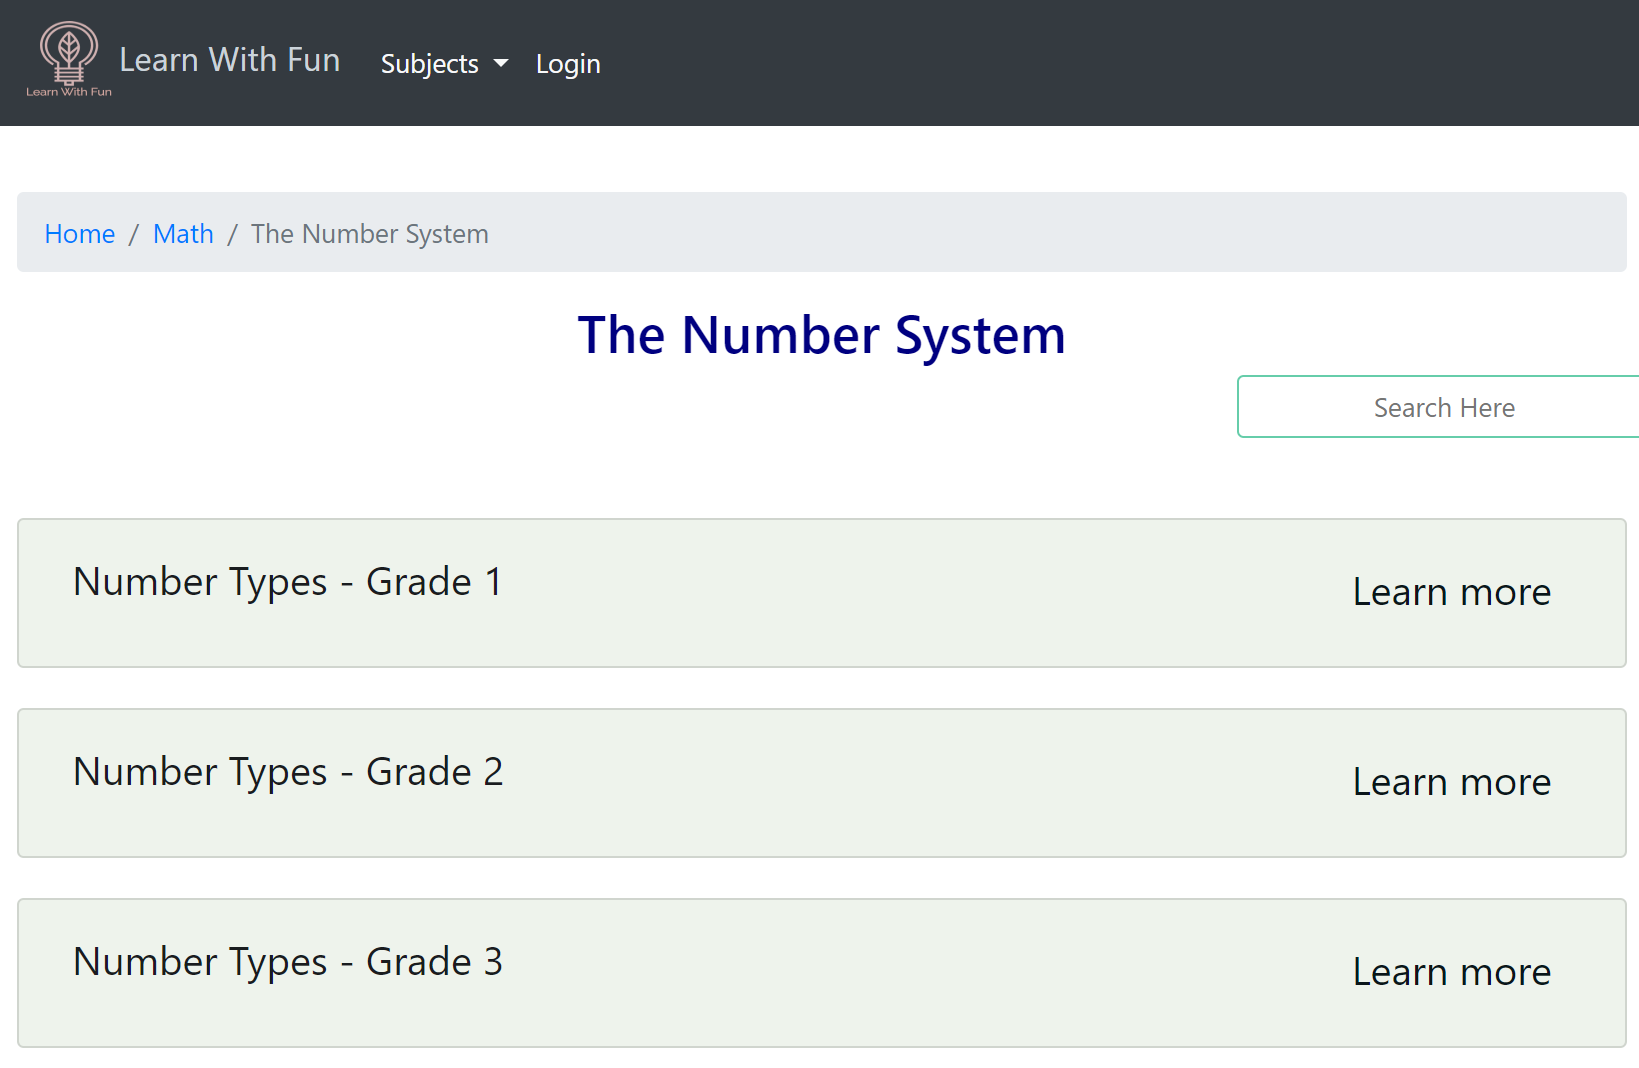 Learn With Fun
Learn With Fun Subjects Login
Home / Math / The Number System
The Number System
Search Here
Number Types - Grade 1
Learn more
Number Types - Grade 2
Learn more
Number Types - Grade 3
Learn more